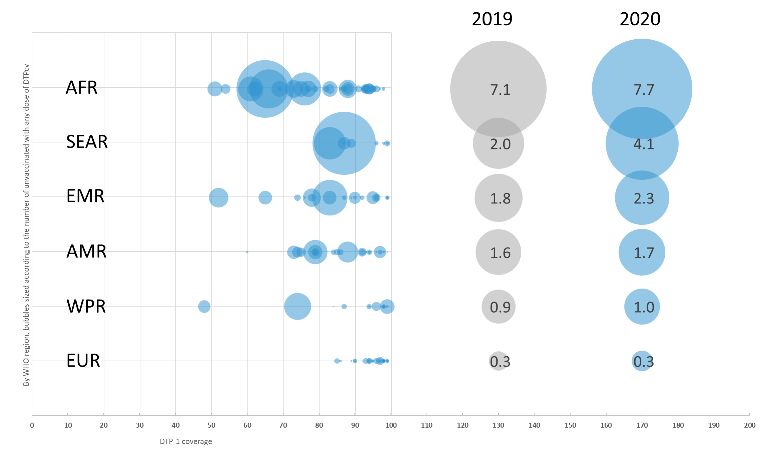 2019 2020
AFR 7.1 7.7
SEAR 2.0 4.1
EMR 1.8 2.3
AMR 1.6 1.7
WPR 0.9 1.0
EUR 0.3 0.3
By WHO region, bubbles sized according to the number of unvaccinated with any dose of DTPcv
0 10 20 30 40 50 60 70 80 90 100 110 120 130 140 150 160 170 180 190 200
DTP 1 coverage